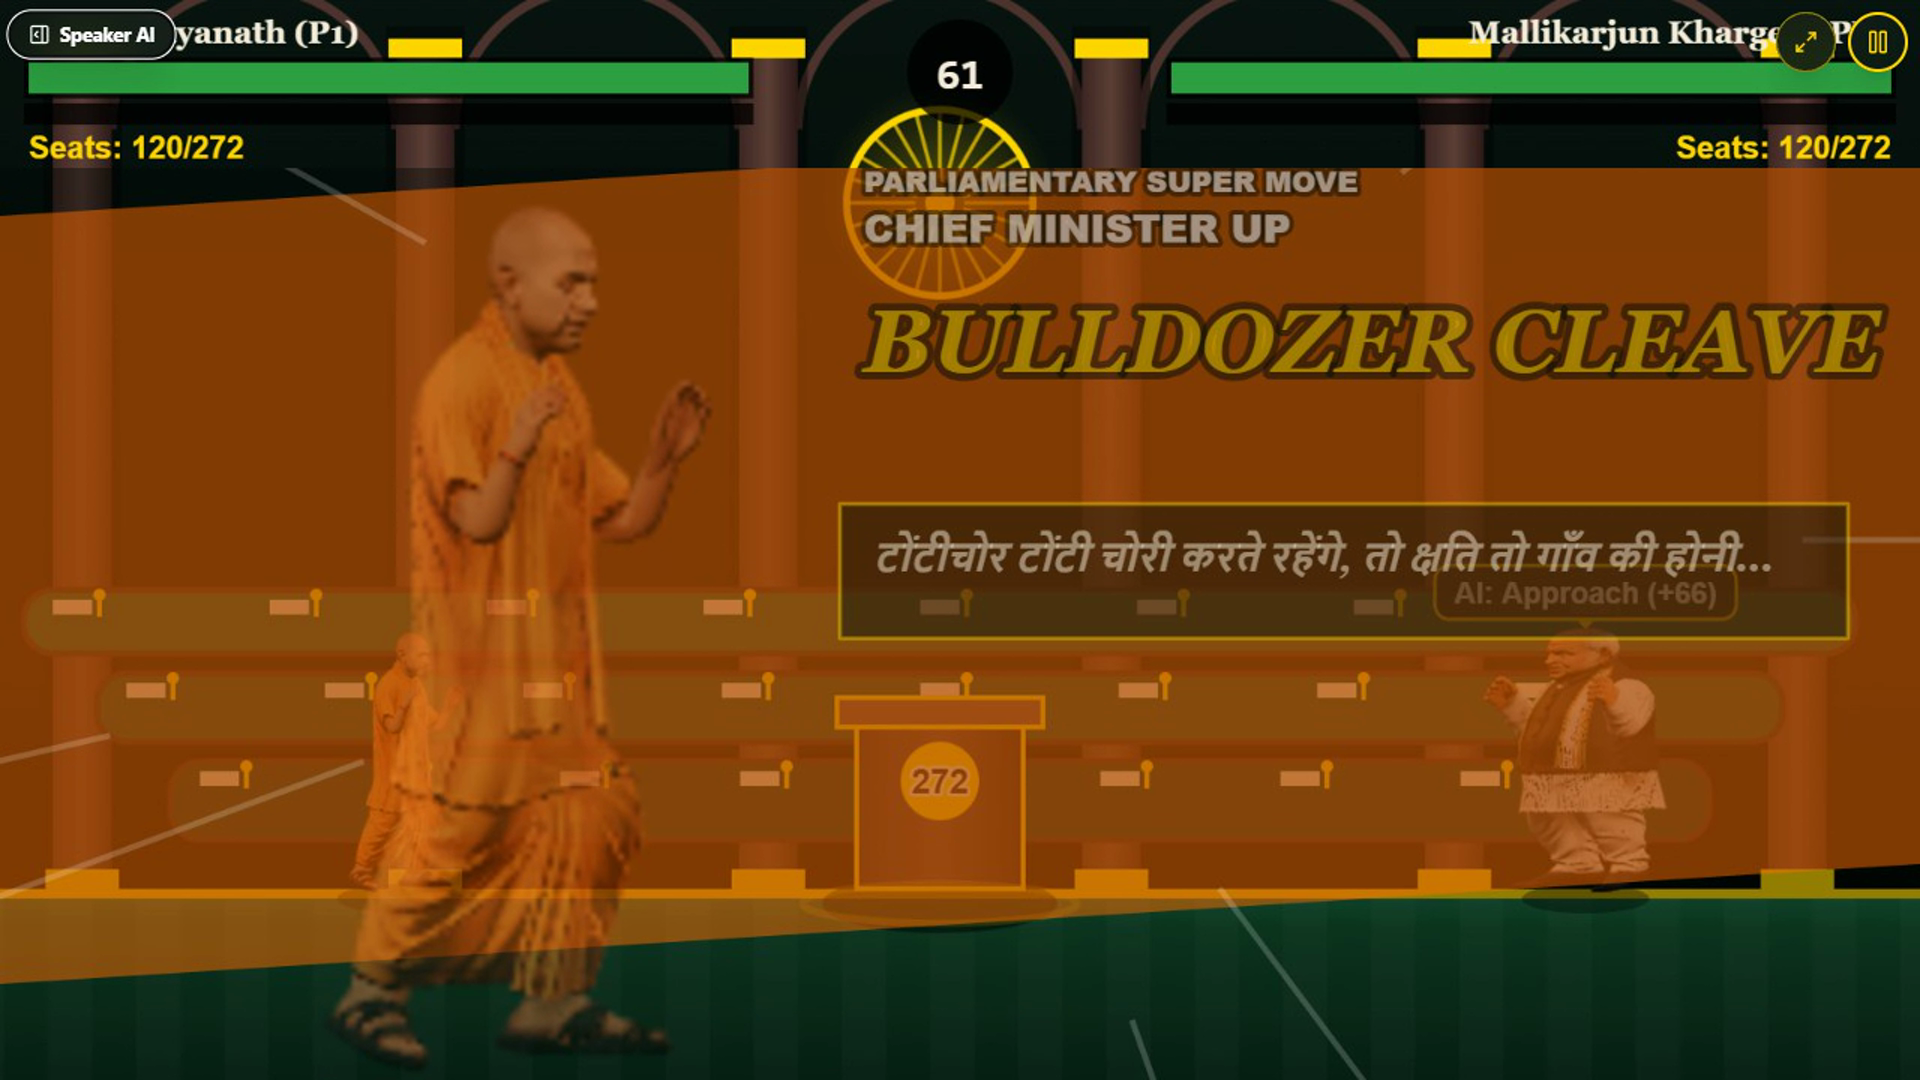 Speaker AI
yanath (P1)
61
Mallikarjun Kharge
Seats: 120/272
Seats: 120/272
PARLIAMENTARY SUPER MOVE
CHIEF MINISTER UP
BULLDOZER CLEAVE
टोंटीचोर टोंटी चोरी करते रहेंगे, तो क्षति तो गाँव की होनी...
AI: Approach (+66)
272